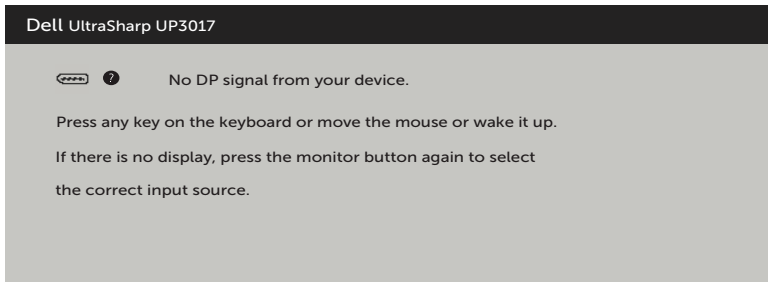 Dell UltraSharp UP3017
? No DP signal from your device.
Press any key on the keyboard or move the mouse or wake it up.
If there is no display, press the monitor button again to select
the correct input source.